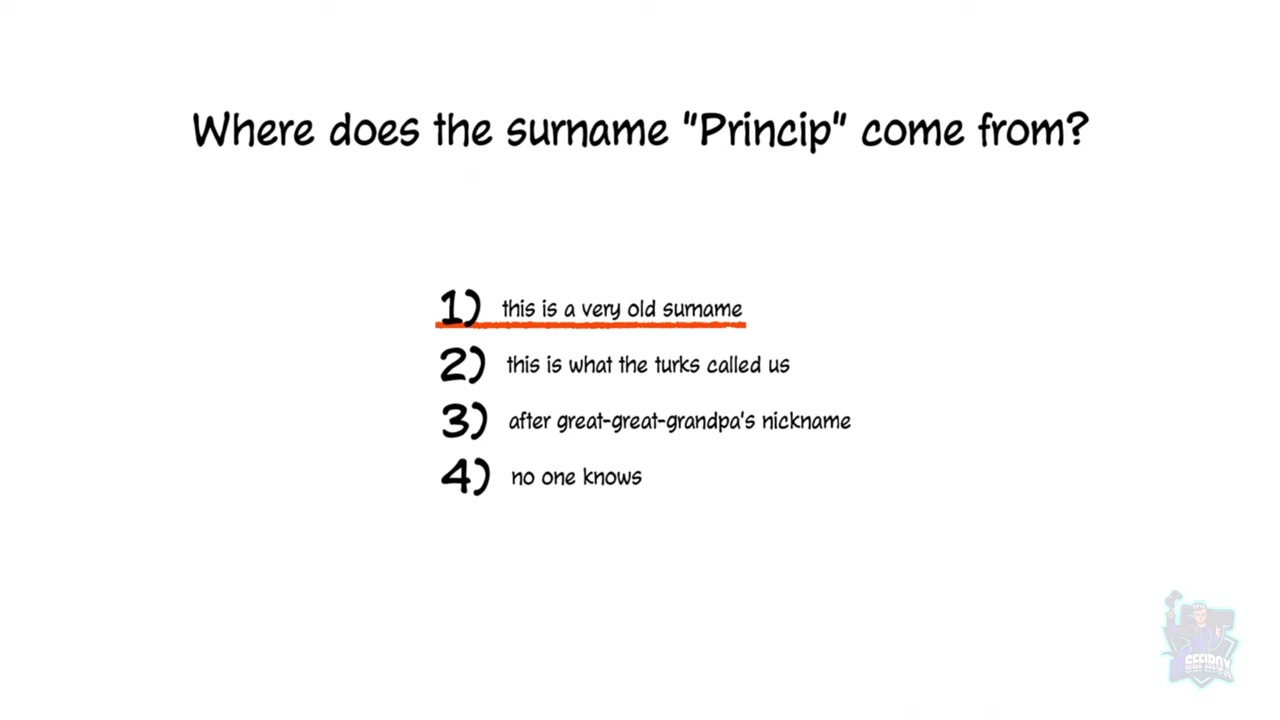 Where does the surname "Princip" come from?
1) this is a very old surname
2) this is what the turks called us
3) after great-great-grandpa's nickname
4) no one knows
SEFIROX